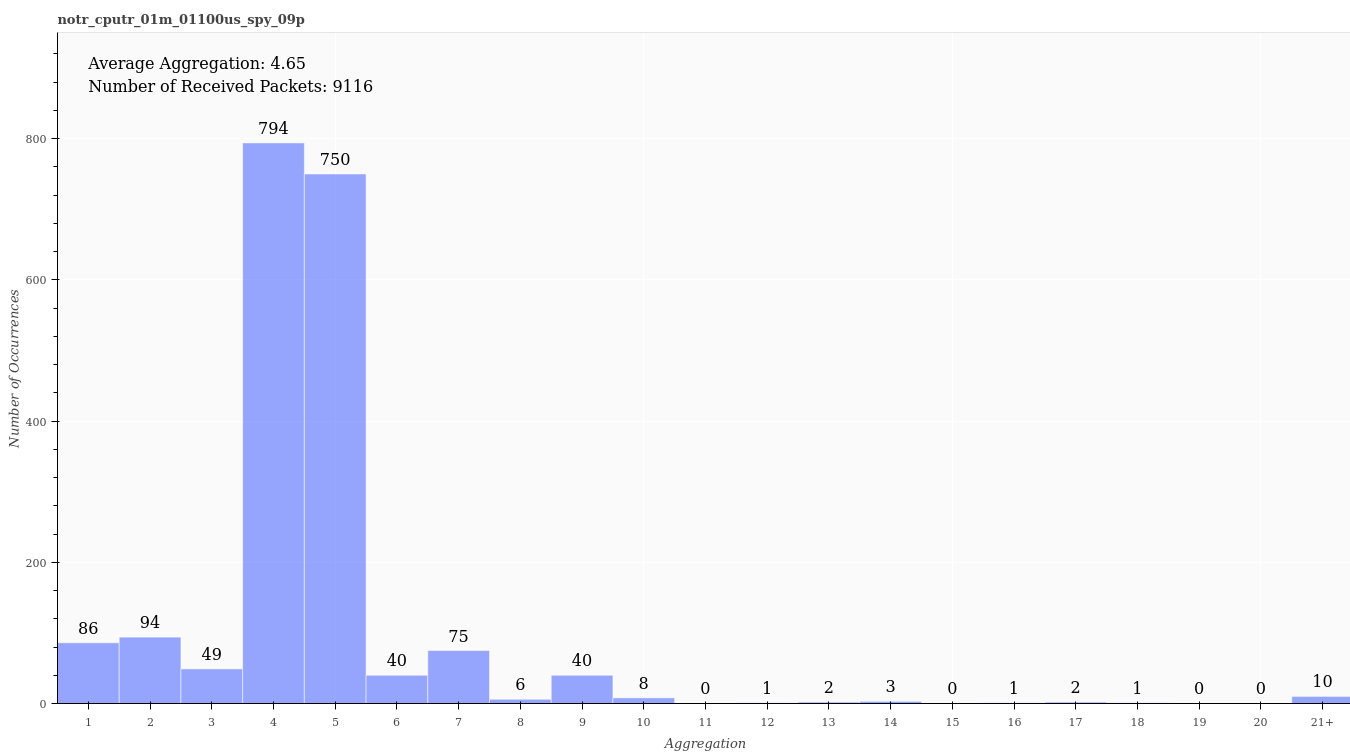 notr_cputr_01m_01100us_spy_09p
Average Aggregation: 4.65
Number of Received Packets: 9116
Number of Occurrences
800
600
400
200
0
86 94 49 794 750 40 75 6 40 8 0 1 2 3 0 1 2 1 0 0 10
1 2 3 4 5 6 7 8 9 10 11 12 13 14 15 16 17 18 19 20 21+
Aggregation